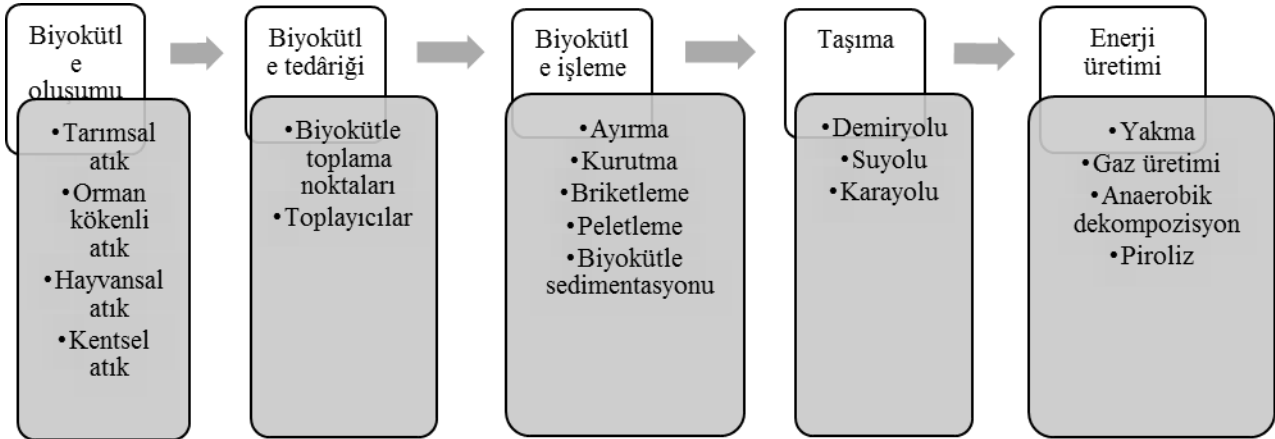 Biyokütl
e
oluşumu
•Tarımsal
atık
•Orman
kökenli
atık
•Hayvansal
atık
•Kentsel
atık
Biyokütl
e tedâriği
•Biyokütle
toplama
noktaları
•Toplayıcılar
Biyokütl
e işleme
•Ayırma
•Kurutma
•Briketleme
•Peletleme
•Biyokütle
sedimentasyonu
Taşıma
•Demiryolu
•Suyolu
•Karayolu
Enerji
üretimi
•Yakma
•Gaz üretimi
•Anaerobik
dekompozisyon
•Piroliz